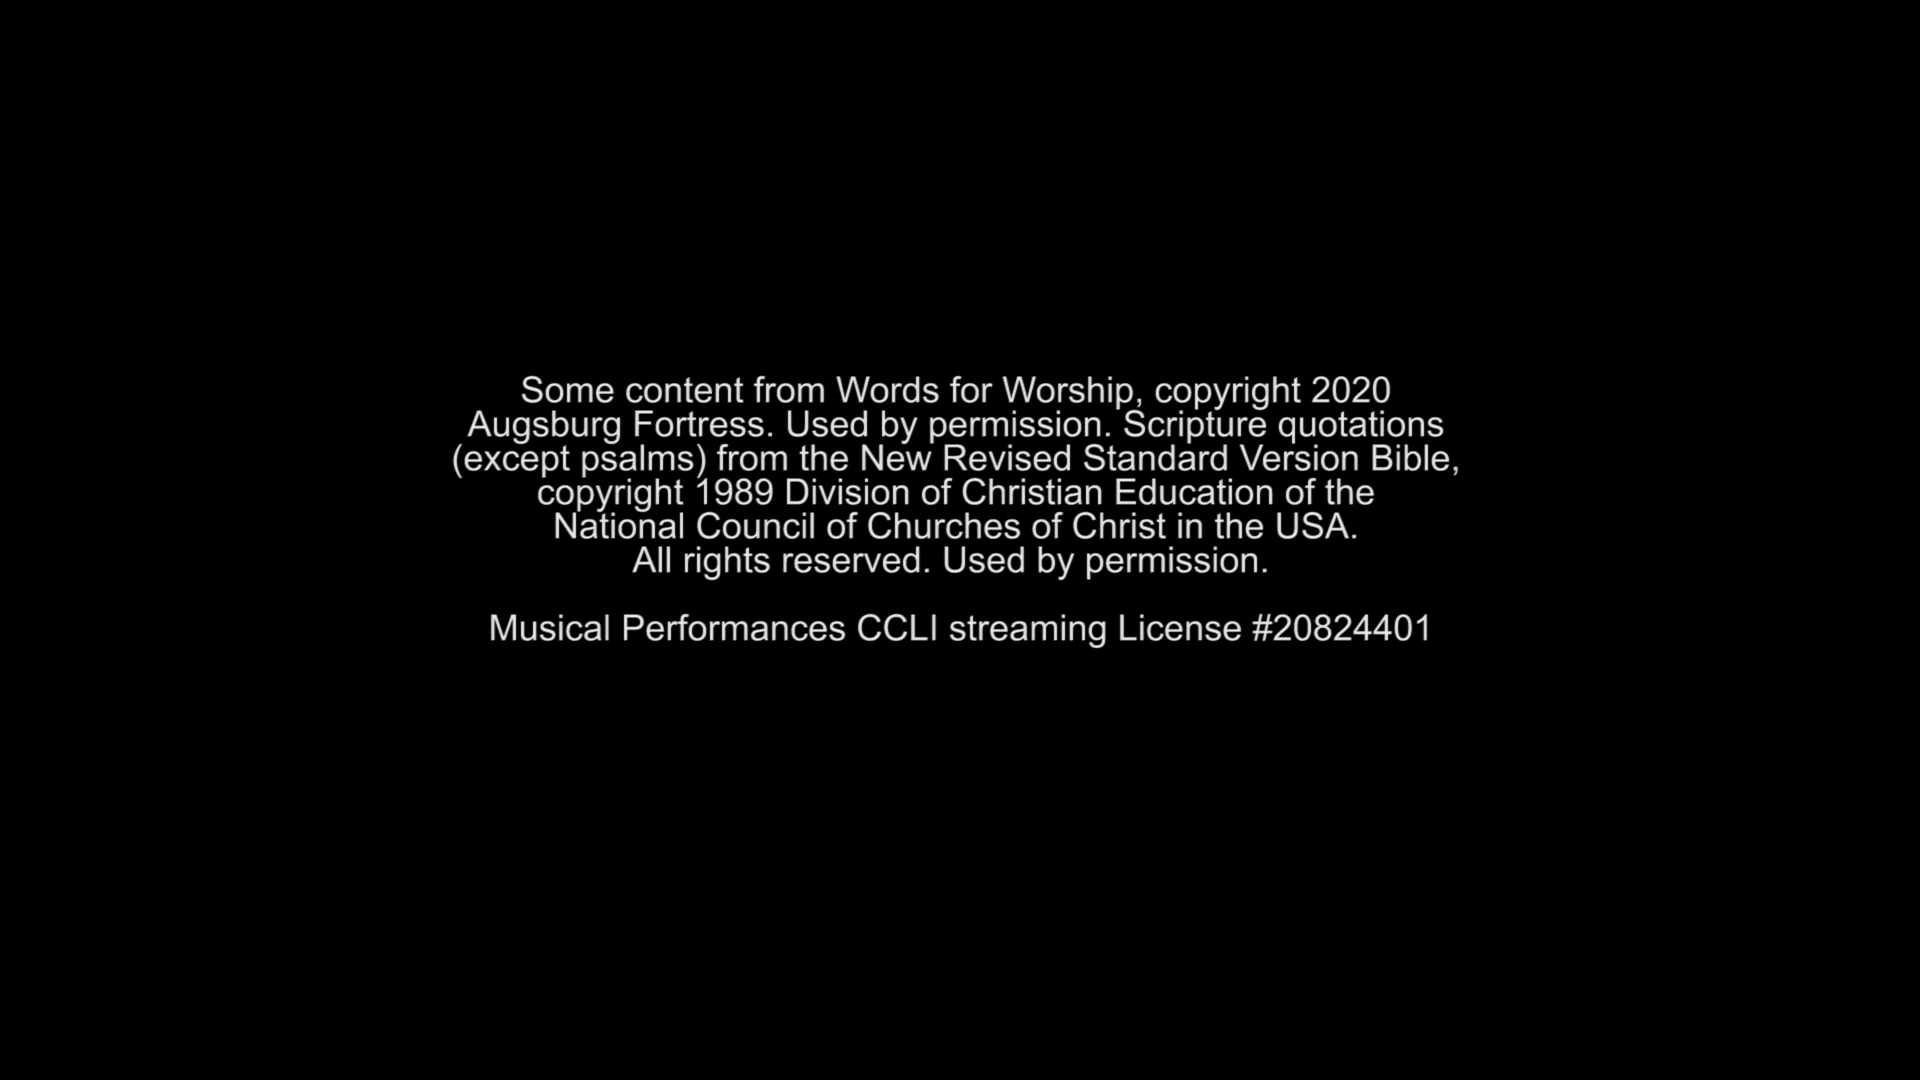 Some content from Words for Worship, copyright 2020
Augsburg Fortress. Used by permission. Scripture quotations
(except psalms) from the New Revised Standard Version Bible,
copyright 1989 Division of Christian Education of the
National Council of Churches of Christ in the USA.
All rights reserved. Used by permission.
Musical Performances CCLI streaming License #20824401